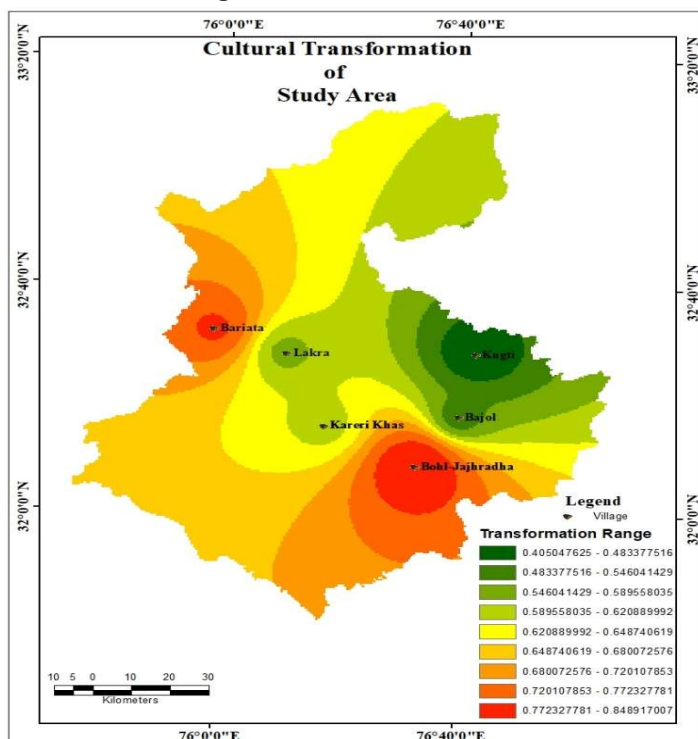 76°0'0"E
76°40'0"E
Cultural Transformation
of
Study Area
33°20'0"N
33°20'0"N
32°40'0"N
32°40'0"N
Bariata
Lakra
Kugti
Bajol
Kareri Khas
Bohl-Jajhradha
32°0'0"N
32°0'0"N
Legend
Village
Transformation Range
0.405047625 - 0.483377516
0.483377516 - 0.546041429
0.546041429 - 0.589558035
0.589558035 - 0.620889992
0.620889992 - 0.648740619
0.648740619 - 0.680072576
0.680072576 - 0.720107853
0.720107853 - 0.772327781
0.772327781 - 0.848917007
10 5 0 10 20 30
Kilometers
76°0'0"E
76°40'0"E